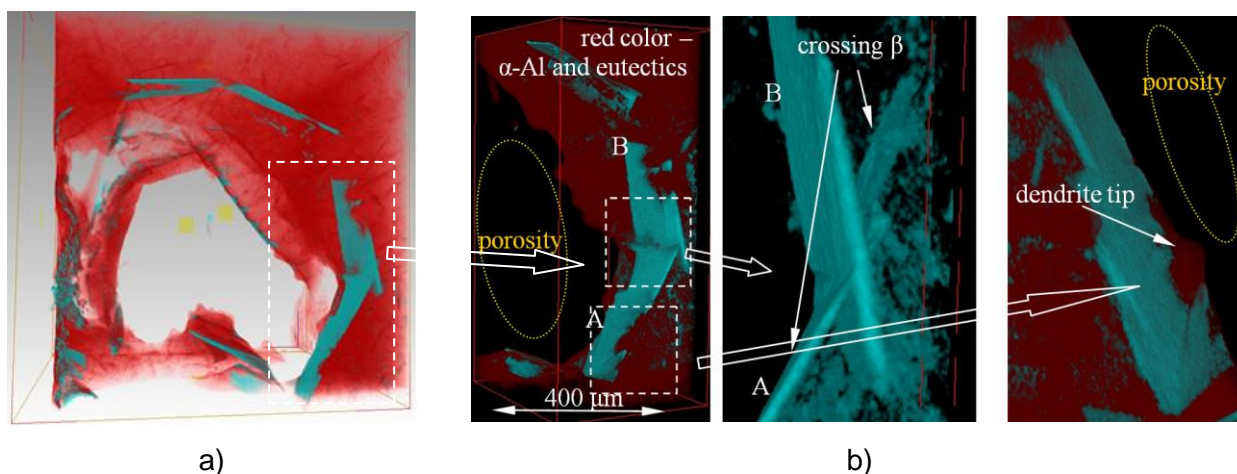 red color –
α-Al and eutectics
B
porosity
A
400 μm
crossing β
B
A
porosity
dendrite tip
a)
b)